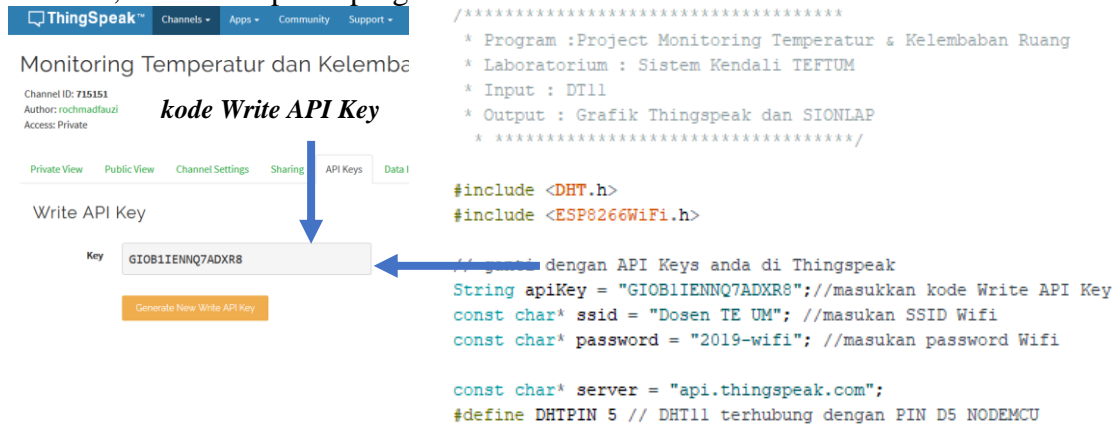 ThingSpeak™ Channels Apps Community Support
Monitoring Temperatur dan Kelemba
Channel ID: 715151
Author: rochmadfauzi
Access: Private
kode Write API Key
Private View Public View Channel Settings Sharing API Keys Data I
Write API Key
Key GIOB1IENNQ7ADXR8
Generate New Write API Key
/*************************************
* Program :Project Monitoring Temperatur & Kelembaban Ruang
* Laboratorium : Sistem Kendali TEFTUM
* Input : DT11
* Output : Grafik Thingspeak dan SIONLAP
* ***********************************/
#include <DHT.h>
#include <ESP8266WiFi.h>
// dengan API Keys anda di Thingspeak
String apiKey = "GIOB1IENNQ7ADXR8";//masukkan kode Write API Key
const char* ssid = "Dosen TE UM"; //masukan SSID Wifi
const char* password = "2019-wifi"; //masukan password Wifi
const char* server = "api.thingspeak.com";
#define DHTPIN 5 // DHT11 terhubung dengan PIN D5 NODEMCU